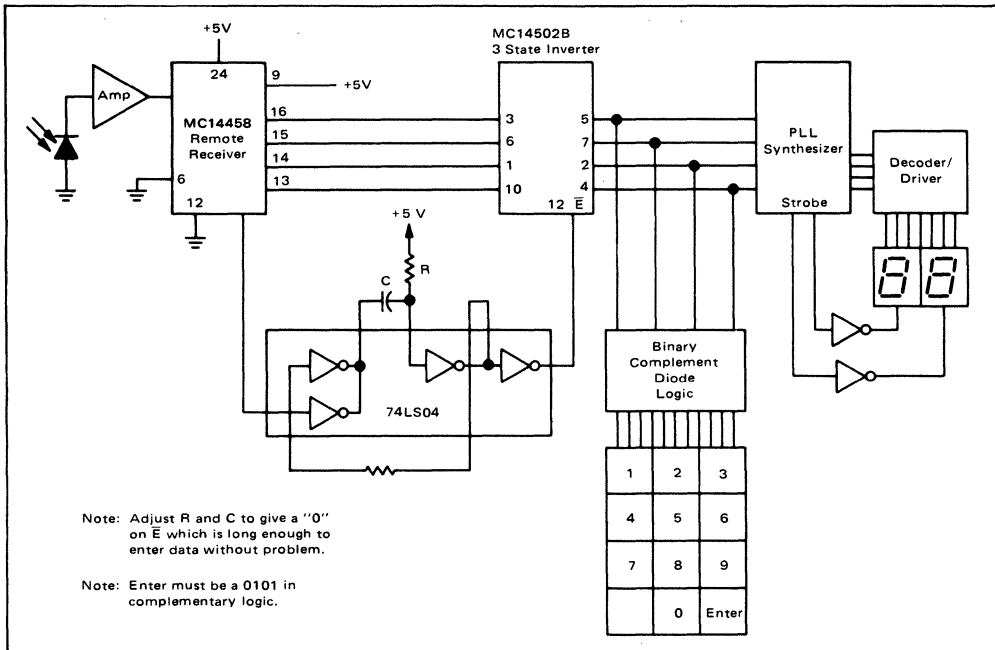 MC14502B
3 State Inverter
+5V
24
9
+5V
Amp
MC14458
Remote
Receiver
16
15
14
13
6
12
3
6
1
10
5
7
2
4
12 E̅
PLL
Synthesizer
Strobe
Decoder/
Driver
8 8
+5 V
R
C
74LS04
Binary
Complement
Diode
Logic
1 2 3
4 5 6
7 8 9
0 Enter
Note: Adjust R and C to give a "0"
on E̅ which is long enough to
enter data without problem.
Note: Enter must be a 0101 in
complementary logic.